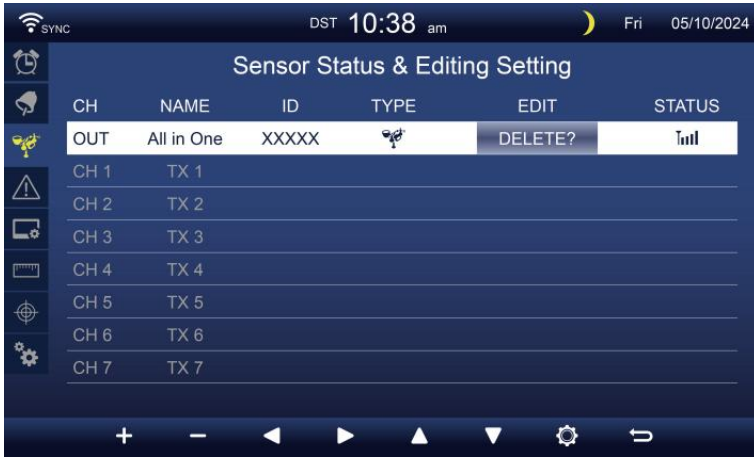 SYNC DST 10:38 am Fri 05/10/2024
Sensor Status & Editing Setting
CH NAME ID TYPE EDIT STATUS
OUT All in One XXXXX DELETE?
CH 1 TX 1
CH 2 TX 2
CH 3 TX 3
CH 4 TX 4
CH 5 TX 5
CH 6 TX 6
CH 7 TX 7